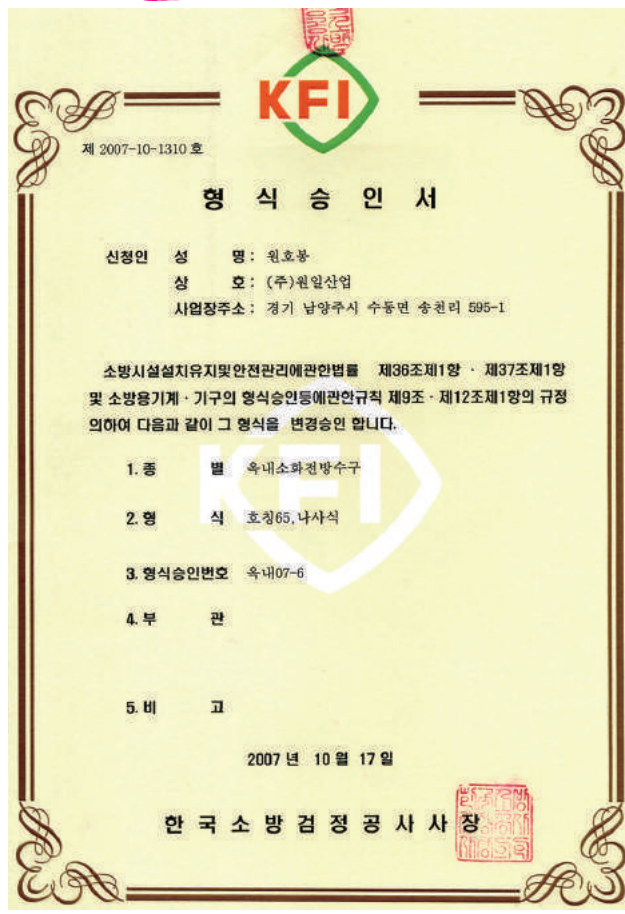 KFI
제 2007-10-1310 호
형 식 승 인 서
신청인 성 명 : 원호봉
상 호 : (주)원일산업
사업장주소 : 경기 남양주시 수동면 송천리 595-1
소방시설설치유지및안전관리에관한법률 제36조제1항 · 제37조제1항
및 소방용기계 · 기구의 형식승인등에관한규칙 제9조 · 제12조제1항의 규정
의하여 다음과 같이 그 형식을 변경승인 합니다.
1. 종 별 옥내소화전방수구
2. 형 식 호칭65,나사식
3. 형식승인번호 옥내07-6
4. 부 관
5. 비 고
KFI
2007 년 10 월 17 일
한 국 소 방 검 정 공 사 사 장